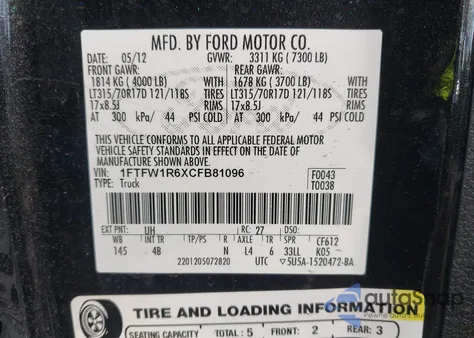 MFD. BY FORD MOTOR CO.
DATE: 05/12 GVWR: 3311 KG ( 7300 LB)
FRONT GAWR: REAR GAWR:
1814 KG ( 4000 LB) WITH 1678 KG ( 3700 LB) WITH
LT315/70R17D 121/118S TIRES LT315/70R17D 121/118S TIRES
17x8.5J RIMS 17x8.5J RIMS
AT 300 kPa/ 44 PSI COLD AT 300 kPa/ 44 PSI COLD
THIS VEHICLE CONFORMS TO ALL APPLICABLE FEDERAL MOTOR
VEHICLE SAFETY STANDARDS IN EFFECT ON THE DATE OF
MANUFACTURE SHOWN ABOVE.
VIN: 1FTFW1R6XCFB81096 F0043
TYPE: Truck T0038
EXT PNT: UH RC: 27 DSO:
WB INT TR TP/PS R AXLE TR SPR CF612
145 4B N L4 6 33LL K05
2201205072820 UTC 5U5A-1520472-BA
TIRE AND LOADING INFORMATION
SEATING CAPACITY TOTAL: 5 FRONT: 2 REAR: 3